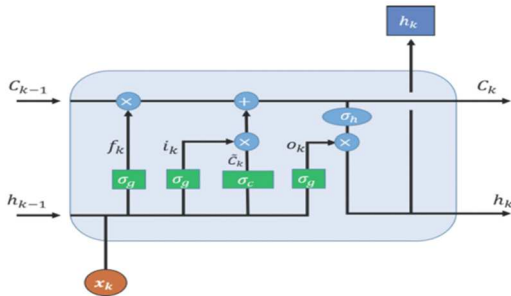 h_k
C_{k-1}
×
+
C_k
σ_h
f_k
i_k
×
o_k
×
c̃_k
σ_g
σ_g
σ_c
σ_g
h_{k-1}
h_k
x_k